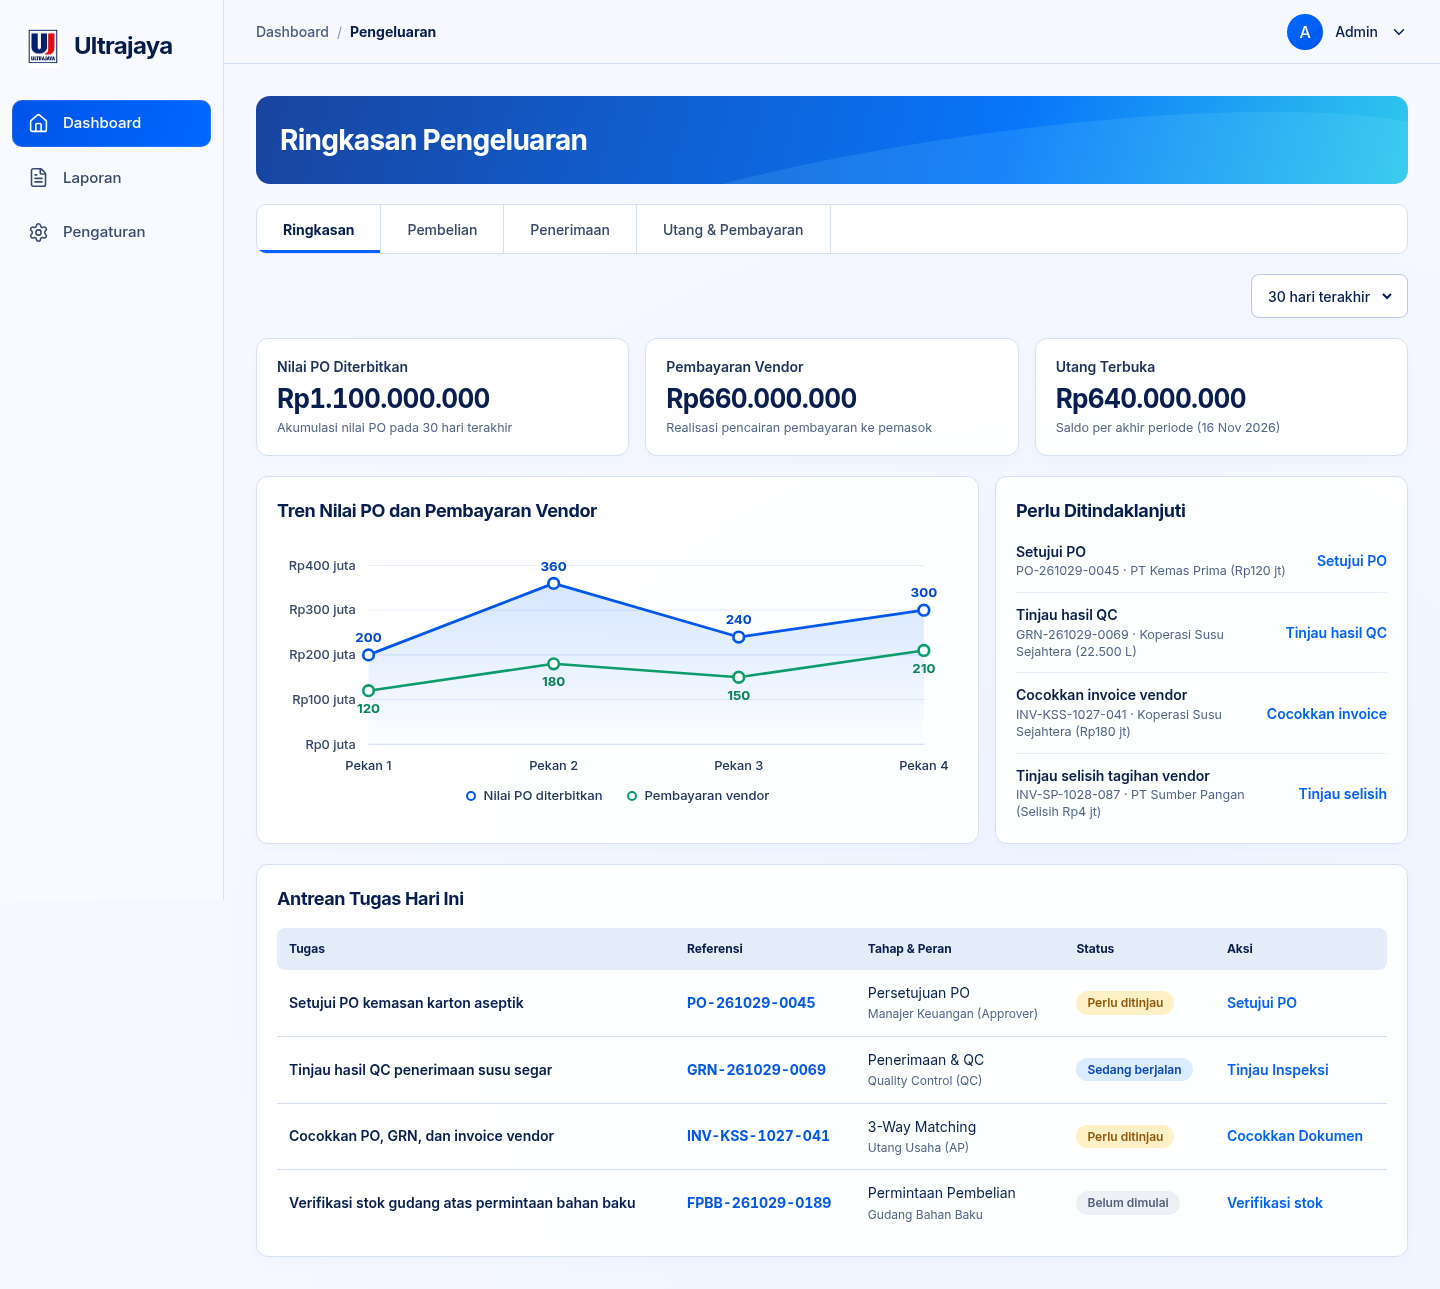 UJ
ULTRAJAYA
Ultrajaya
Dashboard
Laporan
Pengaturan
Dashboard / Pengeluaran
A
Admin
Ringkasan Pengeluaran
Ringkasan
Pembelian
Penerimaan
Utang & Pembayaran
30 hari terakhir
Nilai PO Diterbitkan
Rp1.100.000.000
Akumulasi nilai PO pada 30 hari terakhir
Pembayaran Vendor
Rp660.000.000
Realisasi pencairan pembayaran ke pemasok
Utang Terbuka
Rp640.000.000
Saldo per akhir periode (16 Nov 2026)
Tren Nilai PO dan Pembayaran Vendor
Rp400 juta
Rp300 juta
Rp200 juta
Rp100 juta
Rp0 juta
200
360
240
300
120
180
150
210
Pekan 1
Pekan 2
Pekan 3
Pekan 4
Nilai PO diterbitkan
Pembayaran vendor
Perlu Ditindaklanjuti
Setujui PO
PO-261029-0045 · PT Kemas Prima (Rp120 jt)
Setujui PO
Tinjau hasil QC
GRN-261029-0069 · Koperasi Susu
Sejahtera (22.500 L)
Tinjau hasil QC
Cocokkan invoice vendor
INV-KSS-1027-041 · Koperasi Susu
Sejahtera (Rp180 jt)
Cocokkan invoice
Tinjau selisih tagihan vendor
INV-SP-1028-087 · PT Sumber Pangan
(Selisih Rp4 jt)
Tinjau selisih
Antrean Tugas Hari Ini
Tugas
Referensi
Tahap & Peran
Status
Aksi
Setujui PO kemasan karton aseptik
PO-261029-0045
Persetujuan PO
Manajer Keuangan (Approver)
Perlu ditinjau
Setujui PO
Tinjau hasil QC penerimaan susu segar
GRN-261029-0069
Penerimaan & QC
Quality Control (QC)
Sedang berjalan
Tinjau Inspeksi
Cocokkan PO, GRN, dan invoice vendor
INV-KSS-1027-041
3-Way Matching
Utang Usaha (AP)
Perlu ditinjau
Cocokkan Dokumen
Verifikasi stok gudang atas permintaan bahan baku
FPBB-261029-0189
Permintaan Pembelian
Gudang Bahan Baku
Belum dimulai
Verifikasi stok